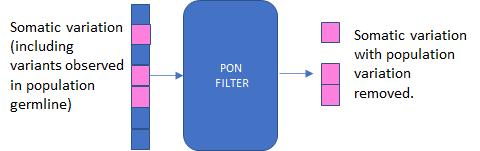 Somatic variation
(including
variants observed
in population
germline)
PON
FILTER
Somatic variation
with population
variation
removed.